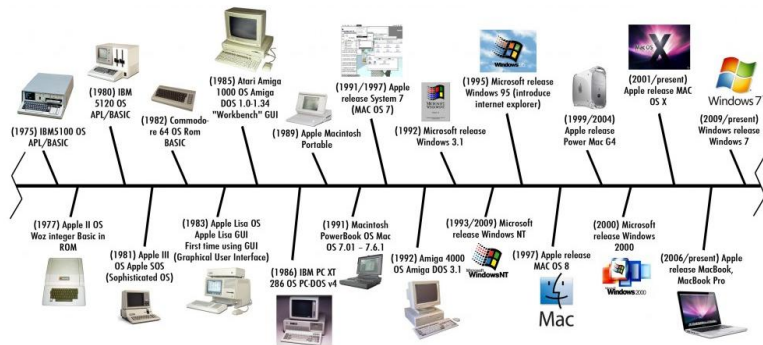 (1975) IBM5100 OS
APL/BASIC
(1980) IBM
5120 OS
APL/BASIC
(1982) Commodo-
re 64 OS Rom
BASIC
(1985) Atari Amiga
1000 OS Amiga
DOS 1.0-1.34
"Workbench" GUI
(1989) Apple Macintosh
Portable
(1991/1997) Apple
release System 7
(MAC OS 7)
(1992) Microsoft release
Windows 3.1
Windows 95
(1995) Microsoft release
Windows 95 (introduce
internet explorer)
(1999/2004)
Apple release
Power Mac G4
Mac OS X
(2001/present)
Apple release MAC
OS X
Windows 7
(2009/present)
Windows release
Windows 7
(1977) Apple II OS
Woz integer Basic in
ROM
(1981) Apple III
OS Apple SOS
(Sophisticated OS)
(1983) Apple Lisa OS
Apple Lisa GUI
First time using GUI
(Graphical User Interface)
(1986) IBM PC XT
286 OS PC-DOS v4
(1991) Macintosh
PowerBook OS Mac
OS 7.01 – 7.6.1
(1992) Amiga 4000
OS Amiga DOS 3.1
(1993/2009) Microsoft
release Windows NT
WindowsNT
(1997) Apple release
MAC OS 8
Mac
(2000) Microsoft
release Windows
2000
Windows 2000
(2006/present) Apple
release MacBook,
MacBook Pro